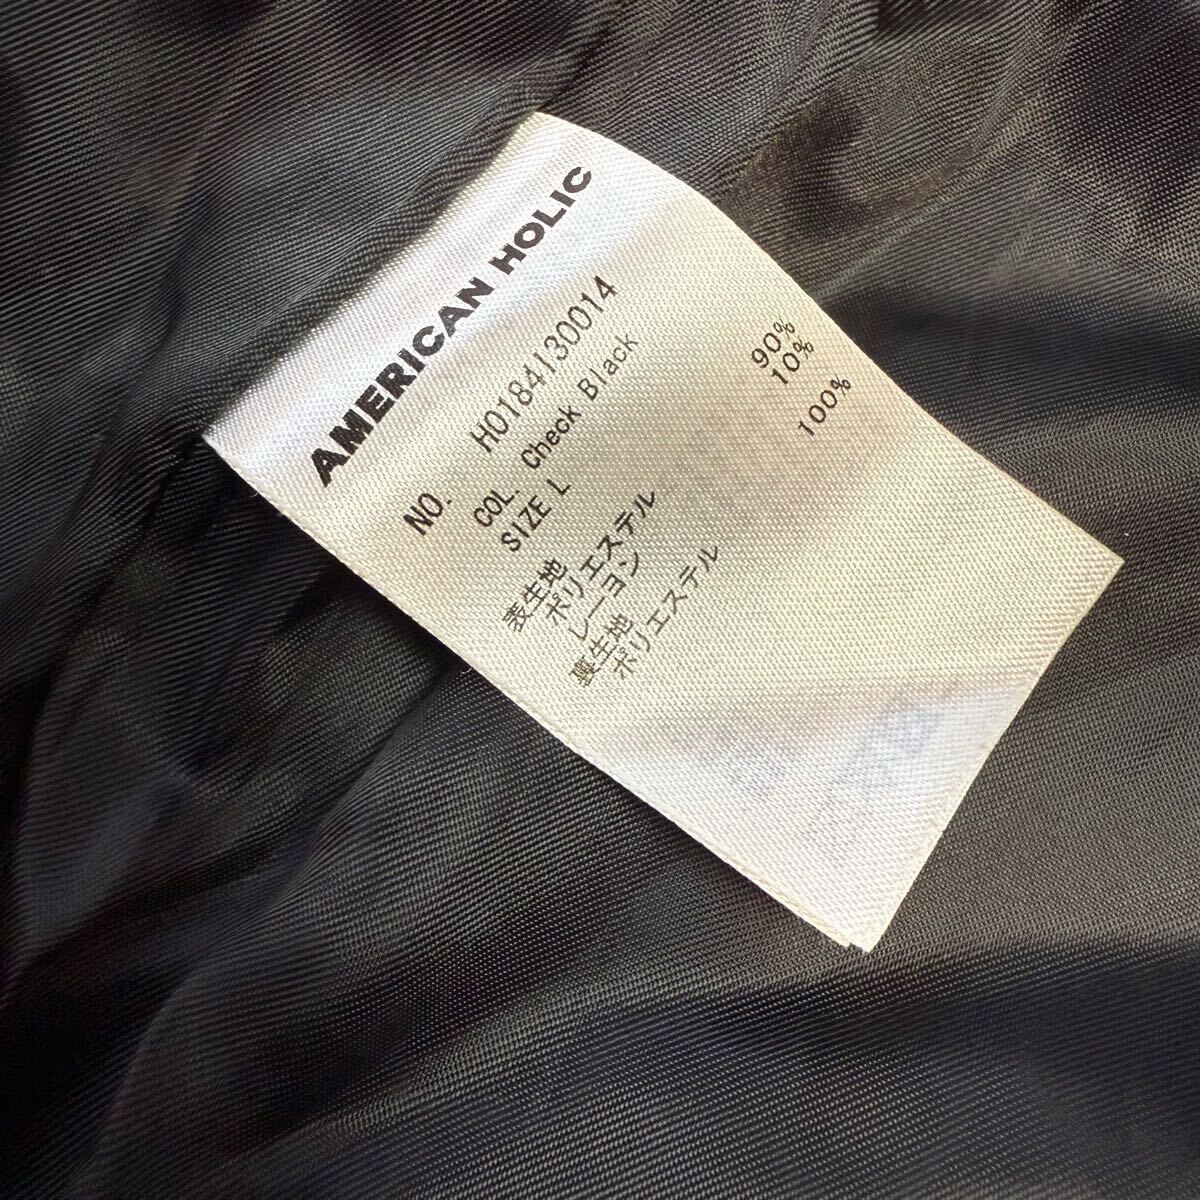 AMERICAN HOLIC
NO. H0184130014
COL. Check Black
SIZE L
表生地
ポリエステル 90%
レーヨン 10%
裏生地
ポリエステル 100%